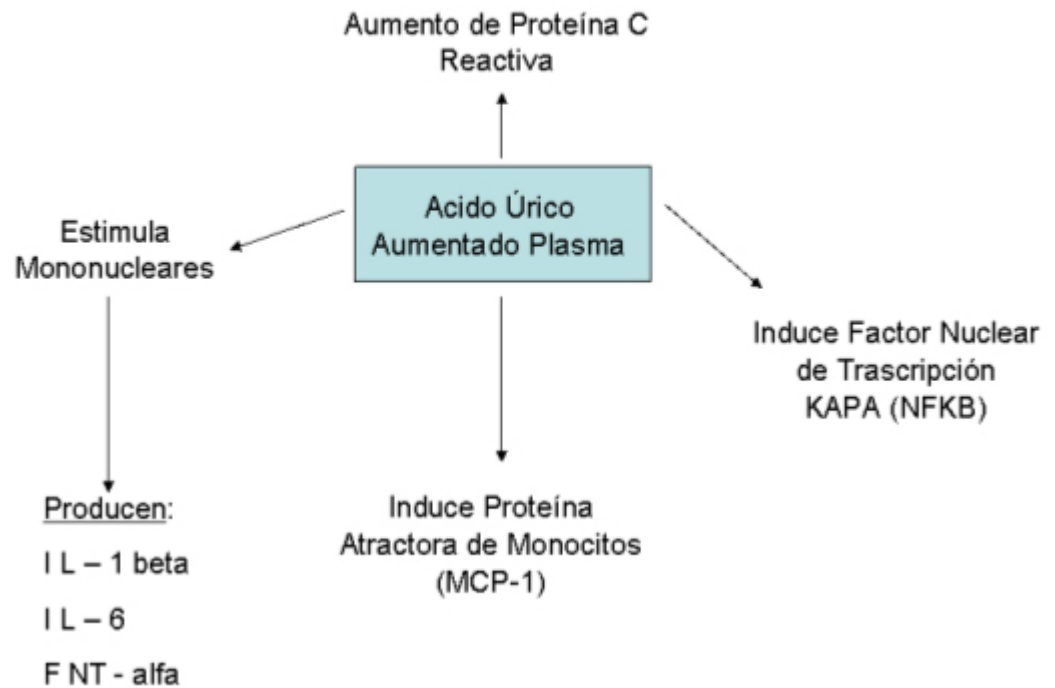 Aumento de Proteína C
Reactiva
Acido Úrico
Aumentado Plasma
Estimula
Mononucleares
Induce Factor Nuclear
de Trascripción
KAPA (NFKB)
Producen:
I L – 1 beta
I L – 6
F NT - alfa
Induce Proteína
Atractora de Monocitos
(MCP-1)